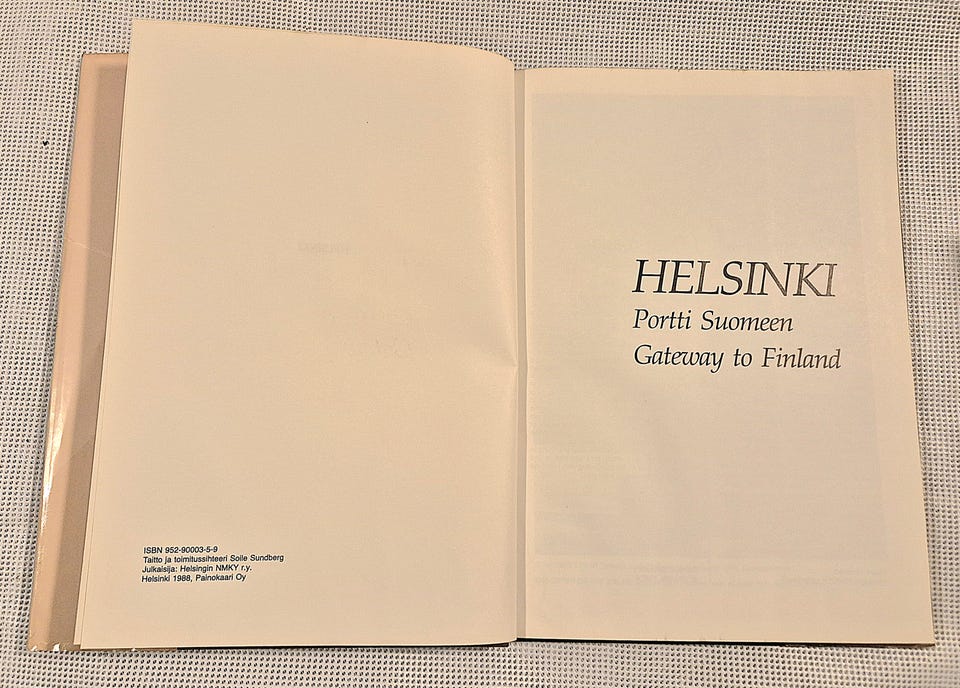 ISBN 952-90003-5-9
Taitto ja toimitussihteeri Soile Sundberg
Julkaisija: Helsingin NMKY r.y.
Helsinki 1988, Painokaari Oy
HELSINKI
Portti Suomeen
Gateway to Finland